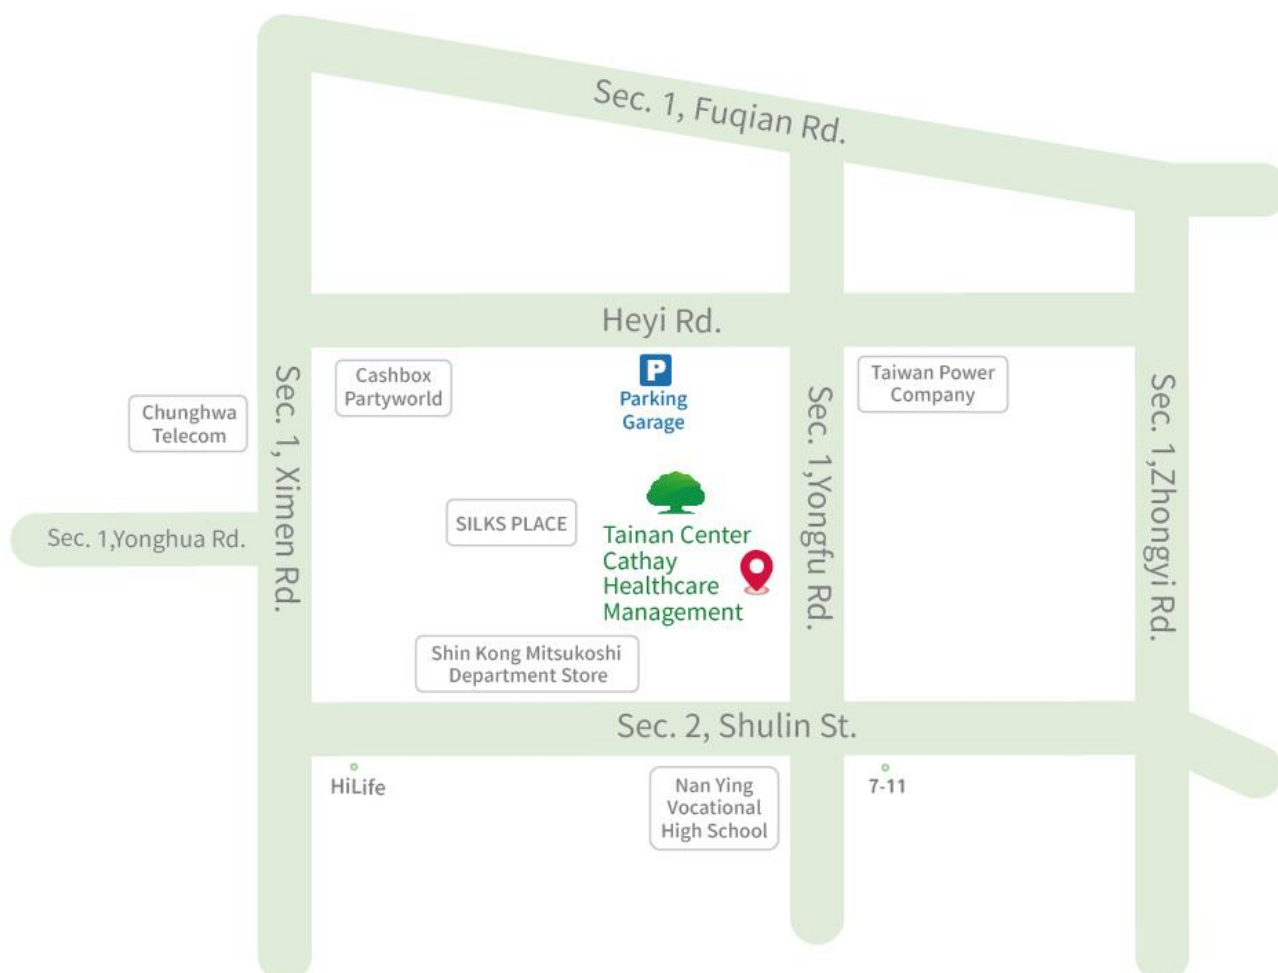 Sec. 1, Fuqian Rd.
Heyi Rd.
P
Parking
Garage
Cashbox
Partyworld
Taiwan Power
Company
Chunghwa
Telecom
Sec. 1, Ximen Rd.
Sec. 1,Yongfu Rd.
Sec. 1,Zhongyi Rd.
SILKS PLACE
Sec. 1,Yonghua Rd.
Tainan Center
Cathay
Healthcare
Management
Shin Kong Mitsukoshi
Department Store
Sec. 2, Shulin St.
HiLife
Nan Ying
Vocational
High School
7-11